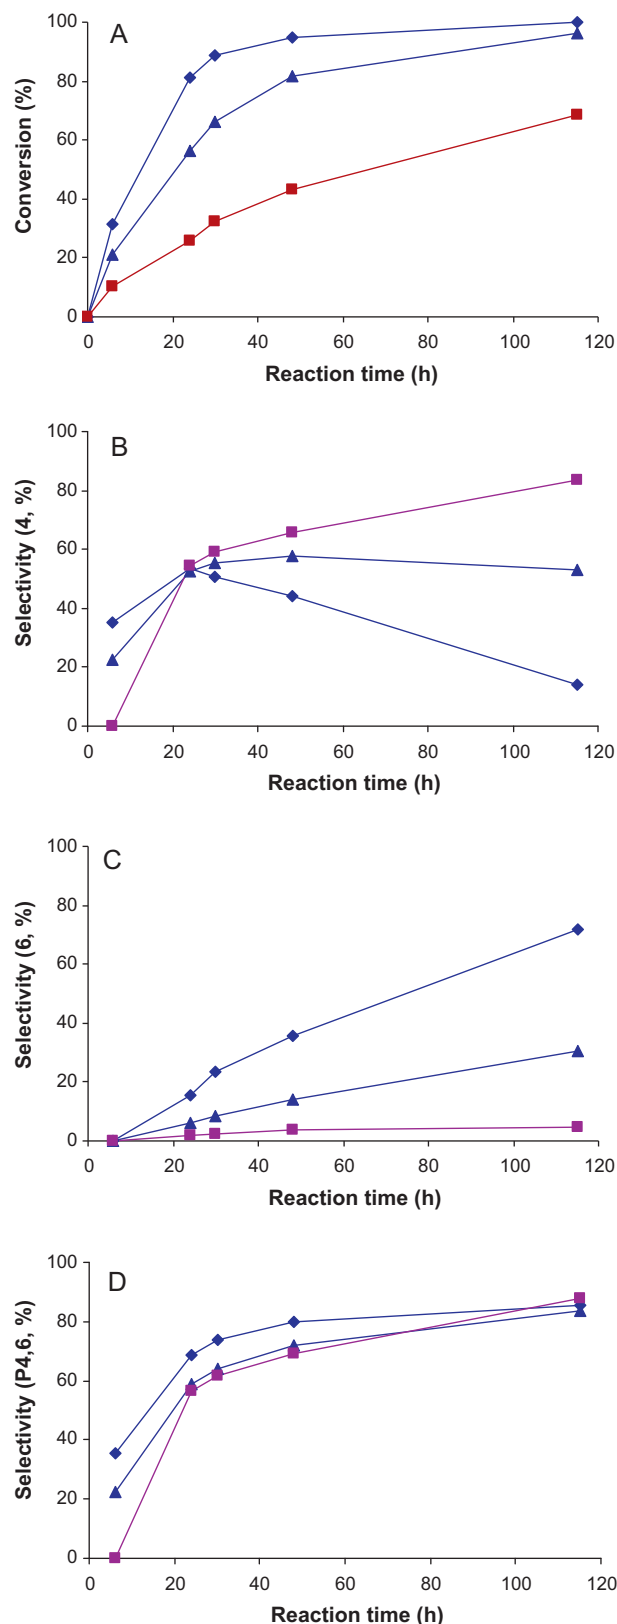 A
Conversion (%)
100
80
60
40
20
0
0 20 40 60 80 100 120
Reaction time (h)
B
Selectivity (4, %)
100
80
60
40
20
0
0 20 40 60 80 100 120
Reaction time (h)
C
Selectivity (6, %)
100
80
60
40
20
0
0 20 40 60 80 100 120
Reaction time (h)
D
Selectivity (P4,6, %)
100
80
60
40
20
0
0 20 40 60 80 100 120
Reaction time (h)